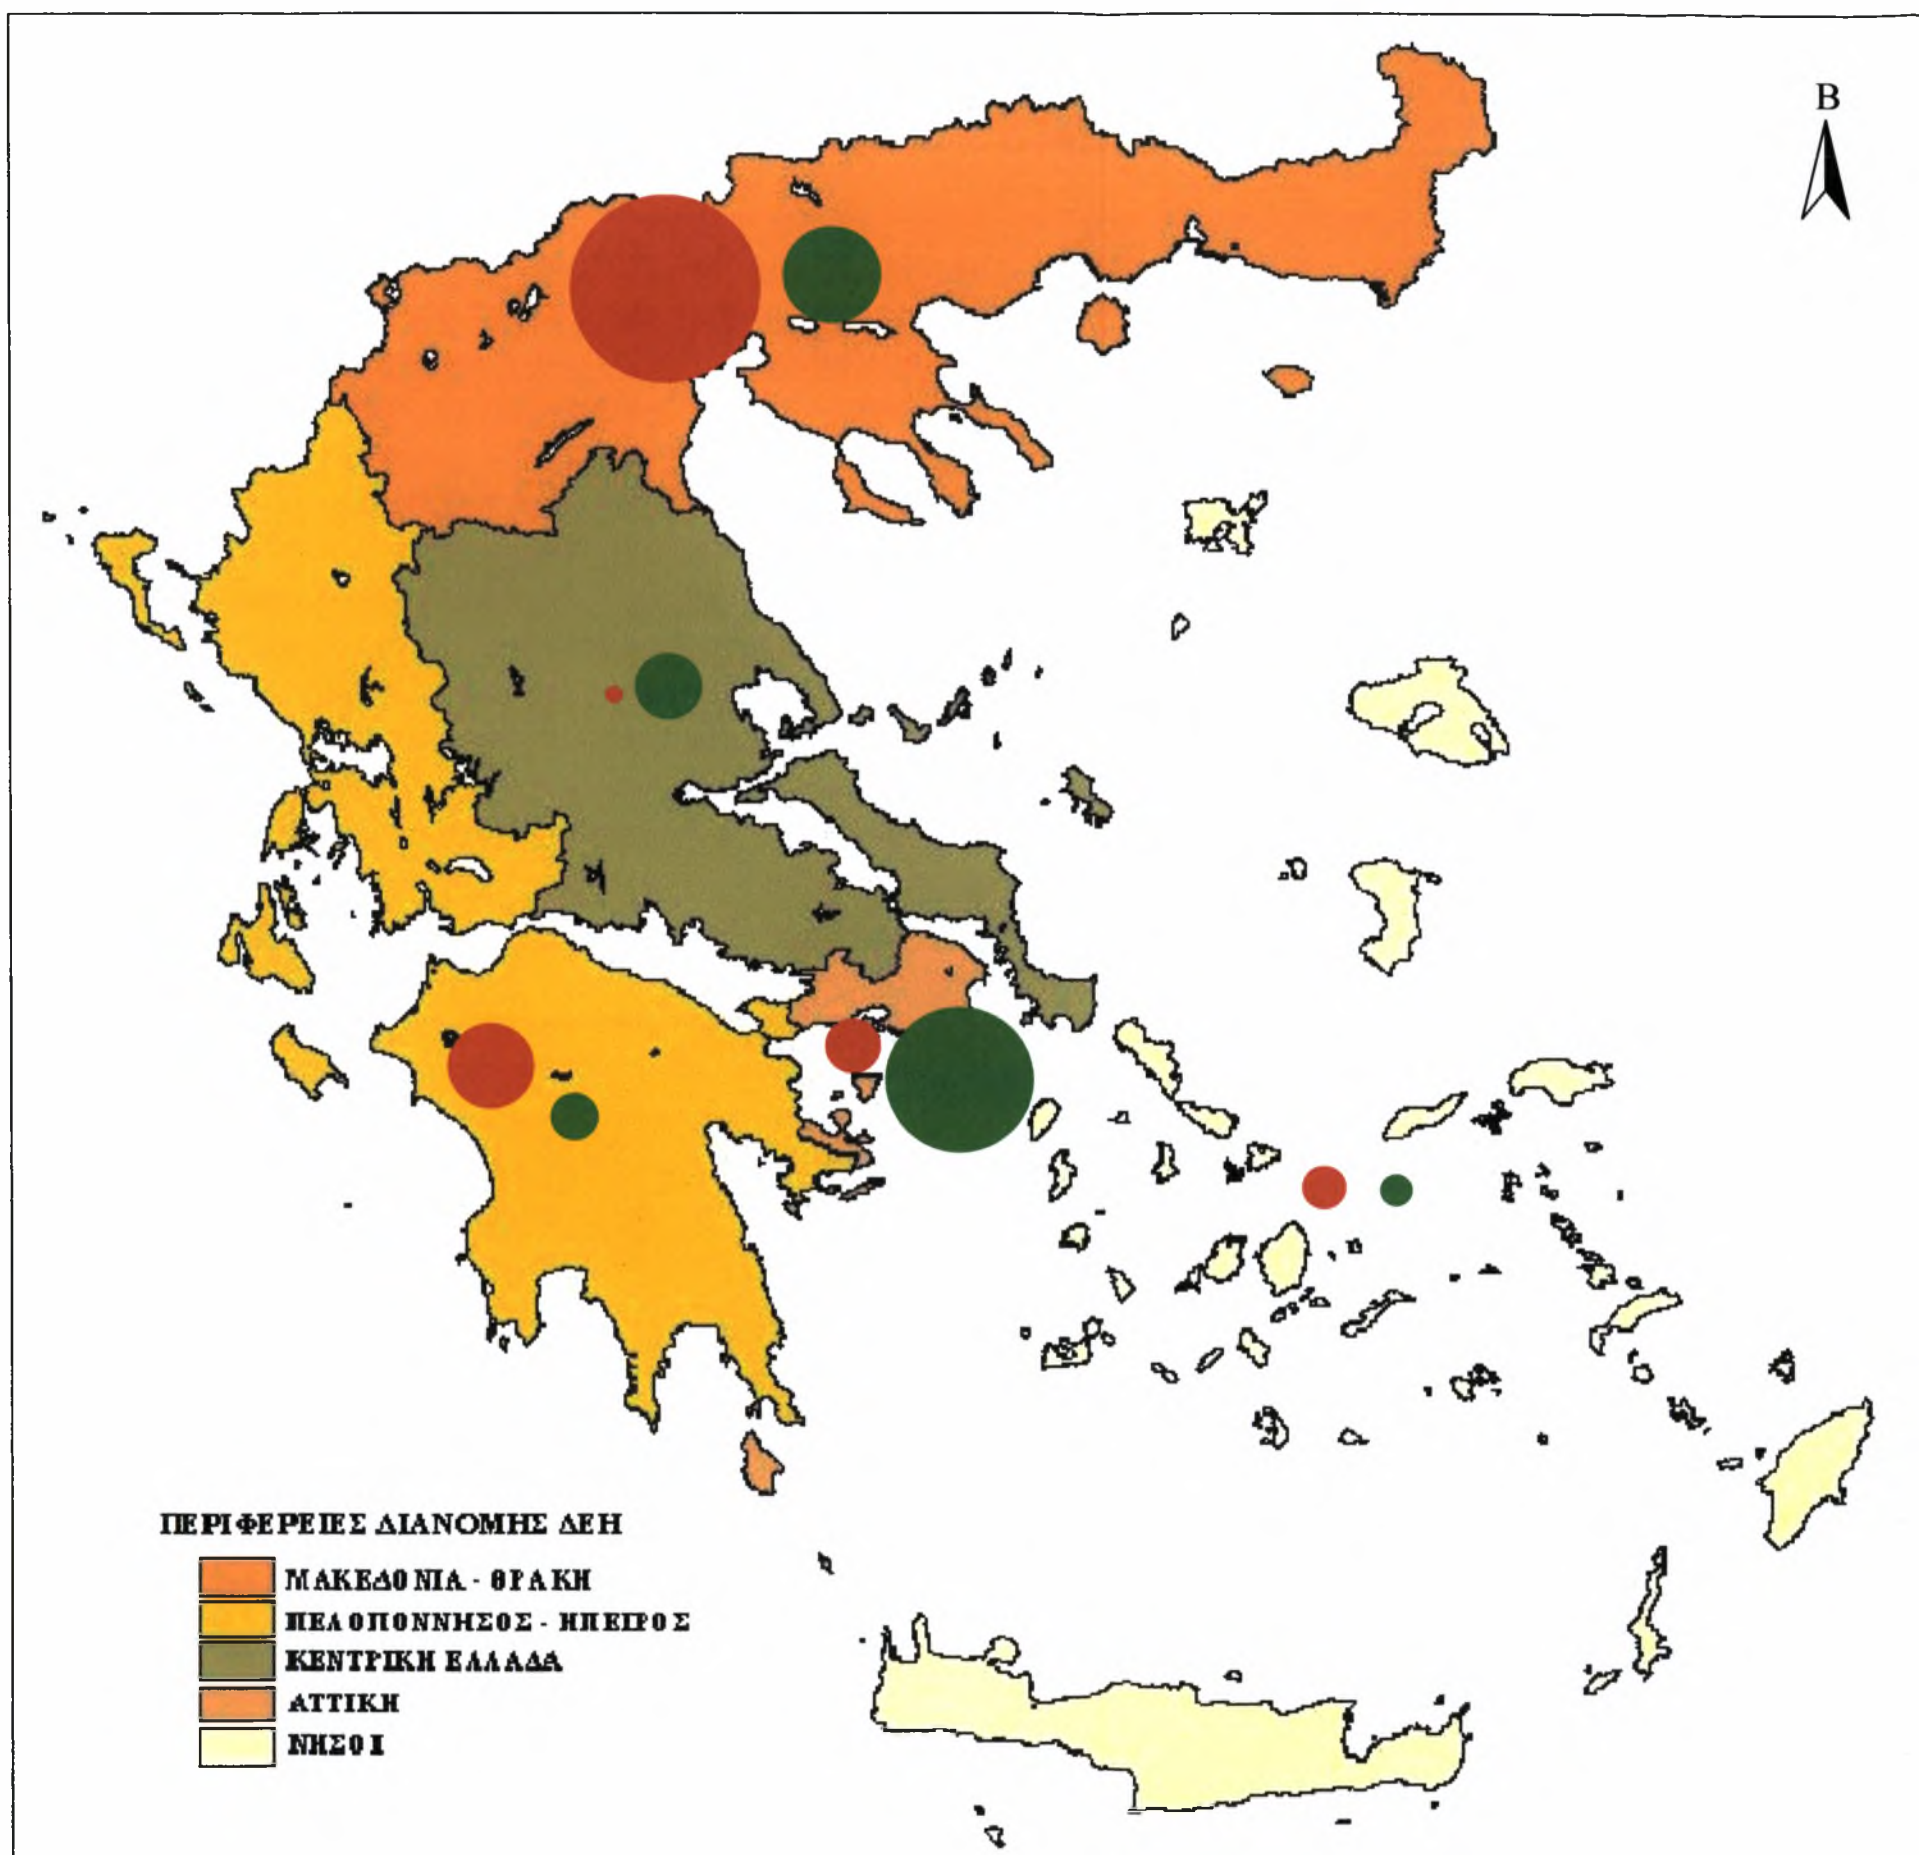 Β
ΠΕΡΙΦΕΡΕΙΕΣ ΔΙΑΝΟΜΗΣ ΔΕΗ
ΜΑΚΕΔΟΝΙΑ - ΘΡΑΚΗ
ΠΕΛΟΠΟΝΝΗΣΟΣ - ΗΠΕΙΡΟΣ
ΚΕΝΤΡΙΚΗ ΕΛΛΑΔΑ
ΑΤΤΙΚΗ
ΝΗΣΟΙ